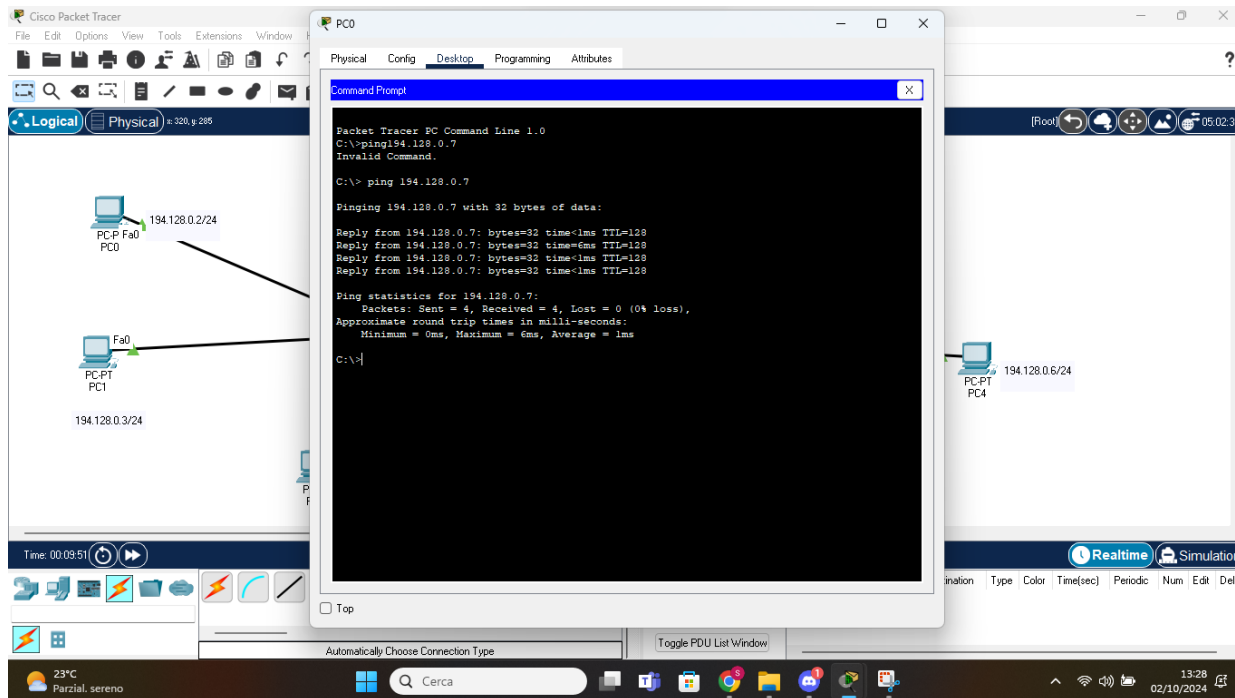 Cisco Packet Tracer
File Edit Options View Tools Extensions Window
Logical Physical x: 320, y: 285
[Root] 05:02:3
PC0
Physical Config Desktop Programming Attributes
Command Prompt
X
Packet Tracer PC Command Line 1.0
C:\>ping194.128.0.7
Invalid Command.
C:\> ping 194.128.0.7
Pinging 194.128.0.7 with 32 bytes of data:
Reply from 194.128.0.7: bytes=32 time<1ms TTL=128
Reply from 194.128.0.7: bytes=32 time=6ms TTL=128
Reply from 194.128.0.7: bytes=32 time<1ms TTL=128
Reply from 194.128.0.7: bytes=32 time<1ms TTL=128
Ping statistics for 194.128.0.7:
Packets: Sent = 4, Received = 4, Lost = 0 (0% loss),
Approximate round trip times in milli-seconds:
Minimum = 0ms, Maximum = 6ms, Average = 1ms
C:\>
Top
194.128.0.2/24
PC-P Fa0
PC0
Fa0
PC-PT
PC1
194.128.0.3/24
PC-PT
PC4
194.128.0.6/24
Time: 00:09:51
Realtime Simulatio
Type Color Time(sec) Periodic Num Edit Del
Toggle PDU List Window
Automatically Choose Connection Type
23°C
Parzial. sereno
Cerca
13:28
02/10/2024